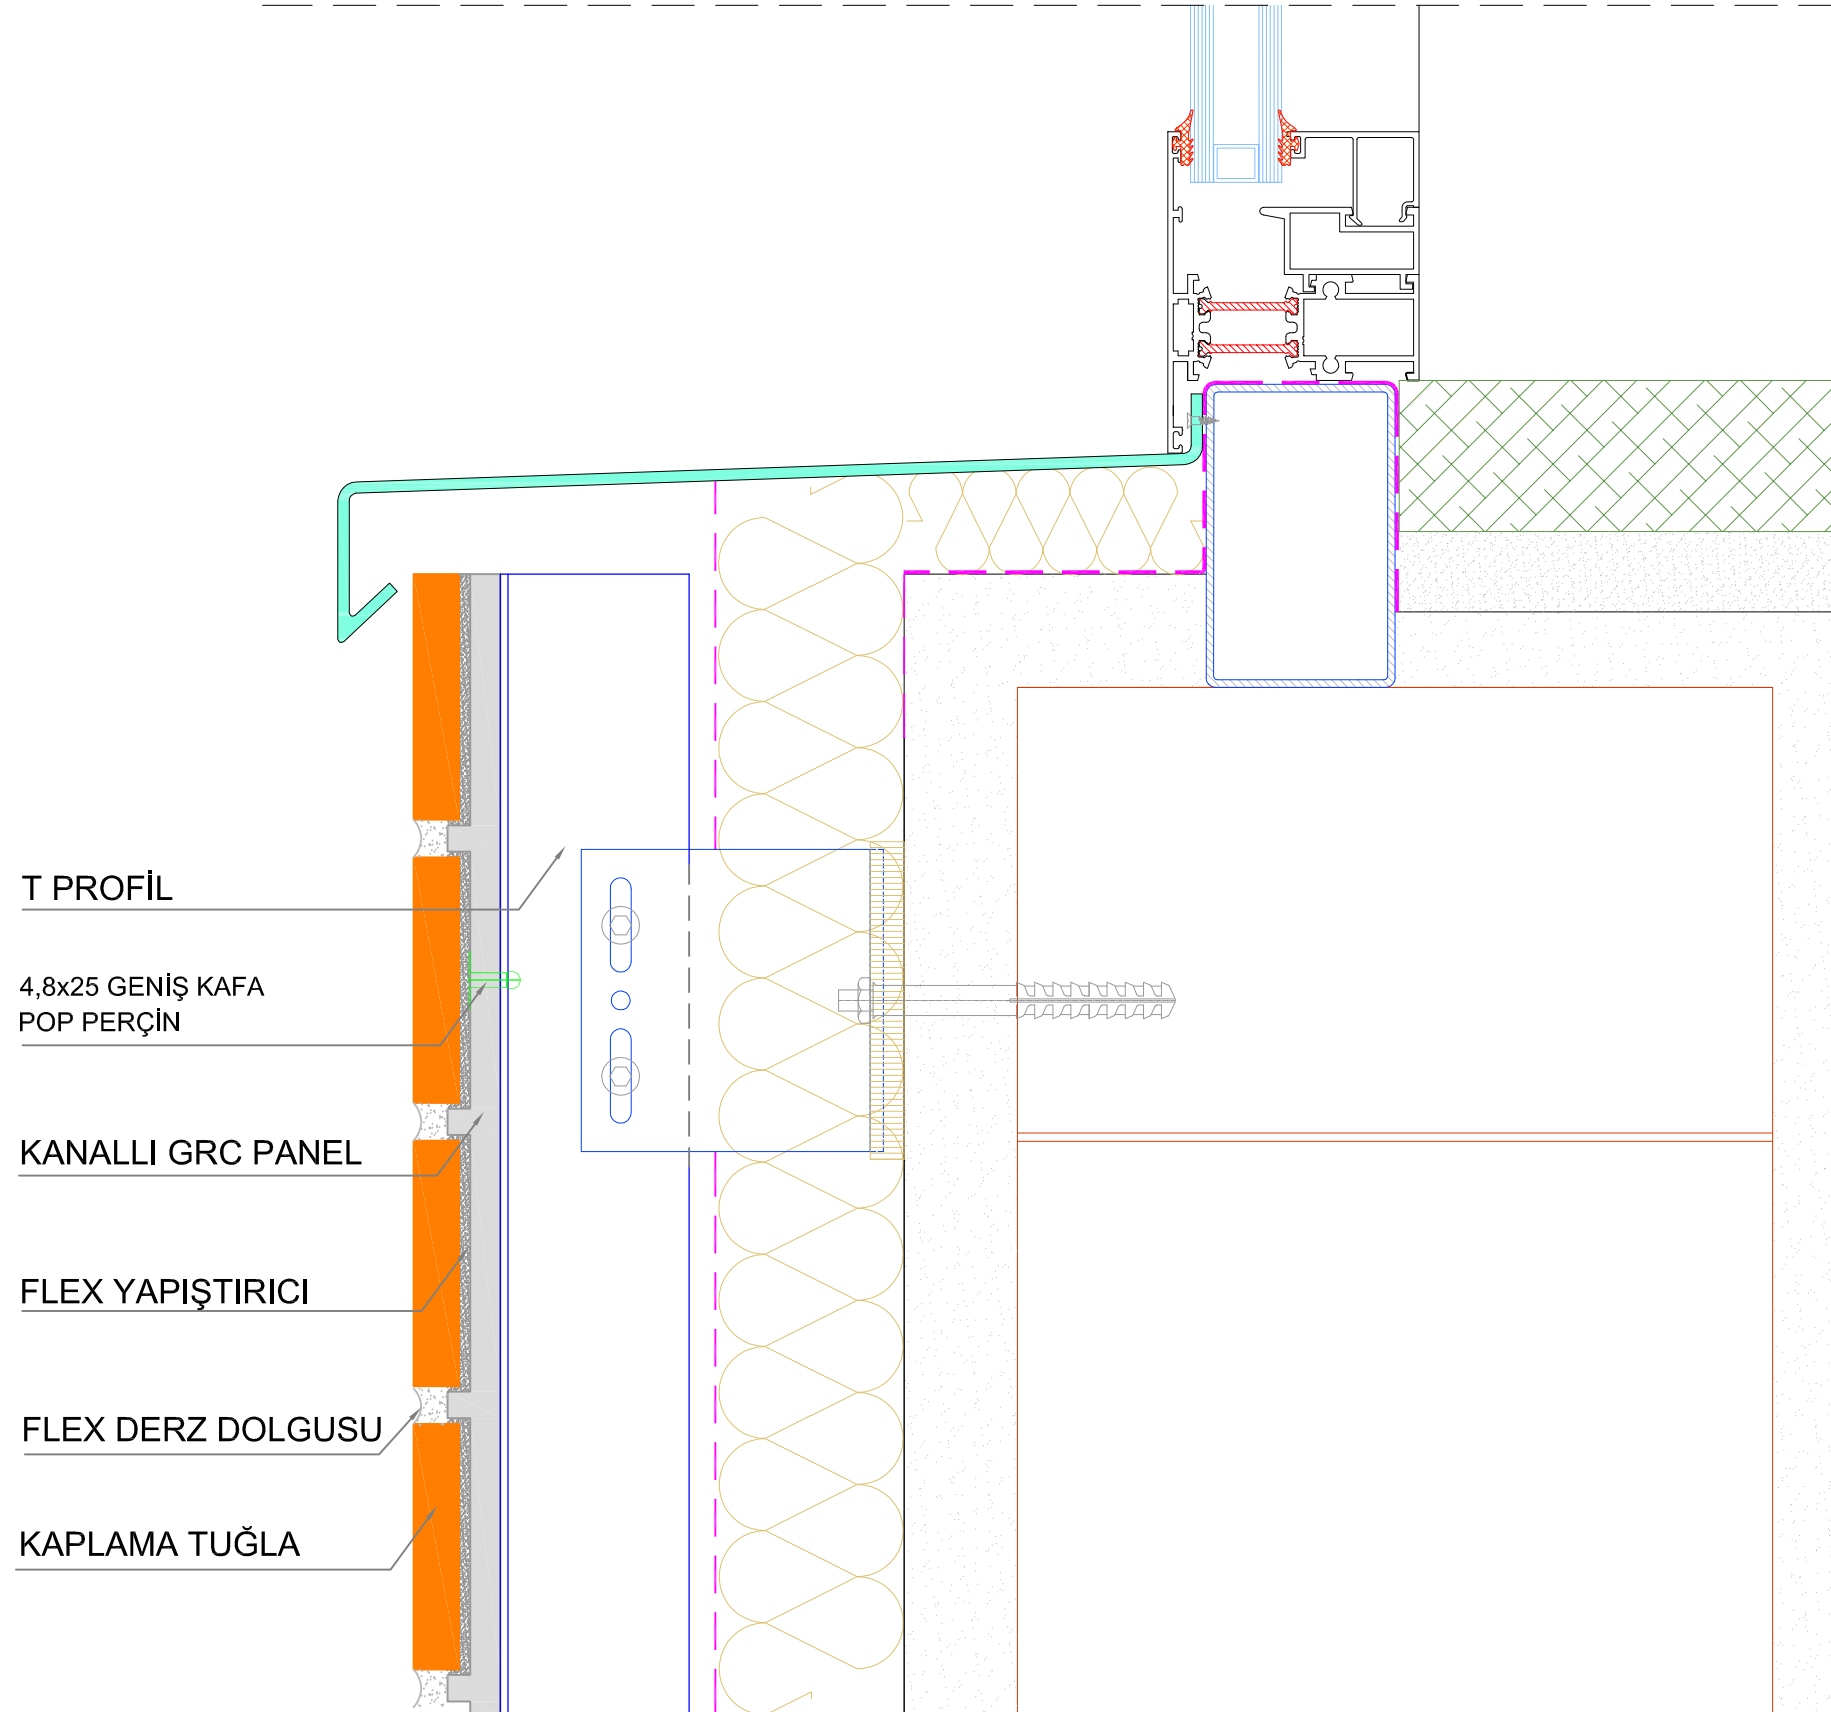 T PROFİL
4,8x25 GENİŞ KAFA
POP PERÇİN
KANALLI GRC PANEL
FLEX YAPIŞTIRICI
FLEX DERZ DOLGUSU
KAPLAMA TUĞLA